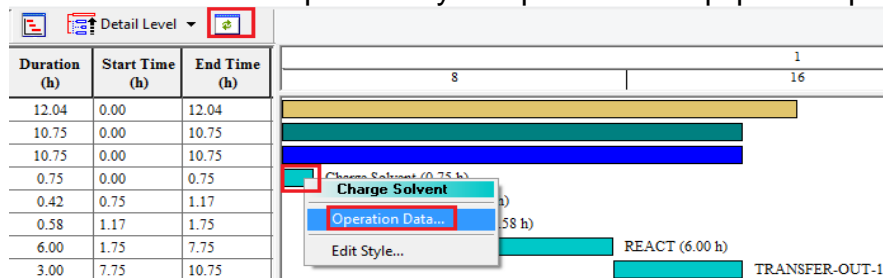 Detail Level
Duration (h) Start Time (h) End Time (h)
1
8 16
12.04 0.00 12.04
10.75 0.00 10.75
10.75 0.00 10.75
0.75 0.00 0.75
Charge Solvent (0.75 h)
Charge Solvent
0.42 0.75 1.17
h)
Operation Data...
0.58 1.17 1.75
.58 h)
Edit Style...
6.00 1.75 7.75
REACT (6.00 h)
3.00 7.75 10.75
TRANSFER-OUT-1